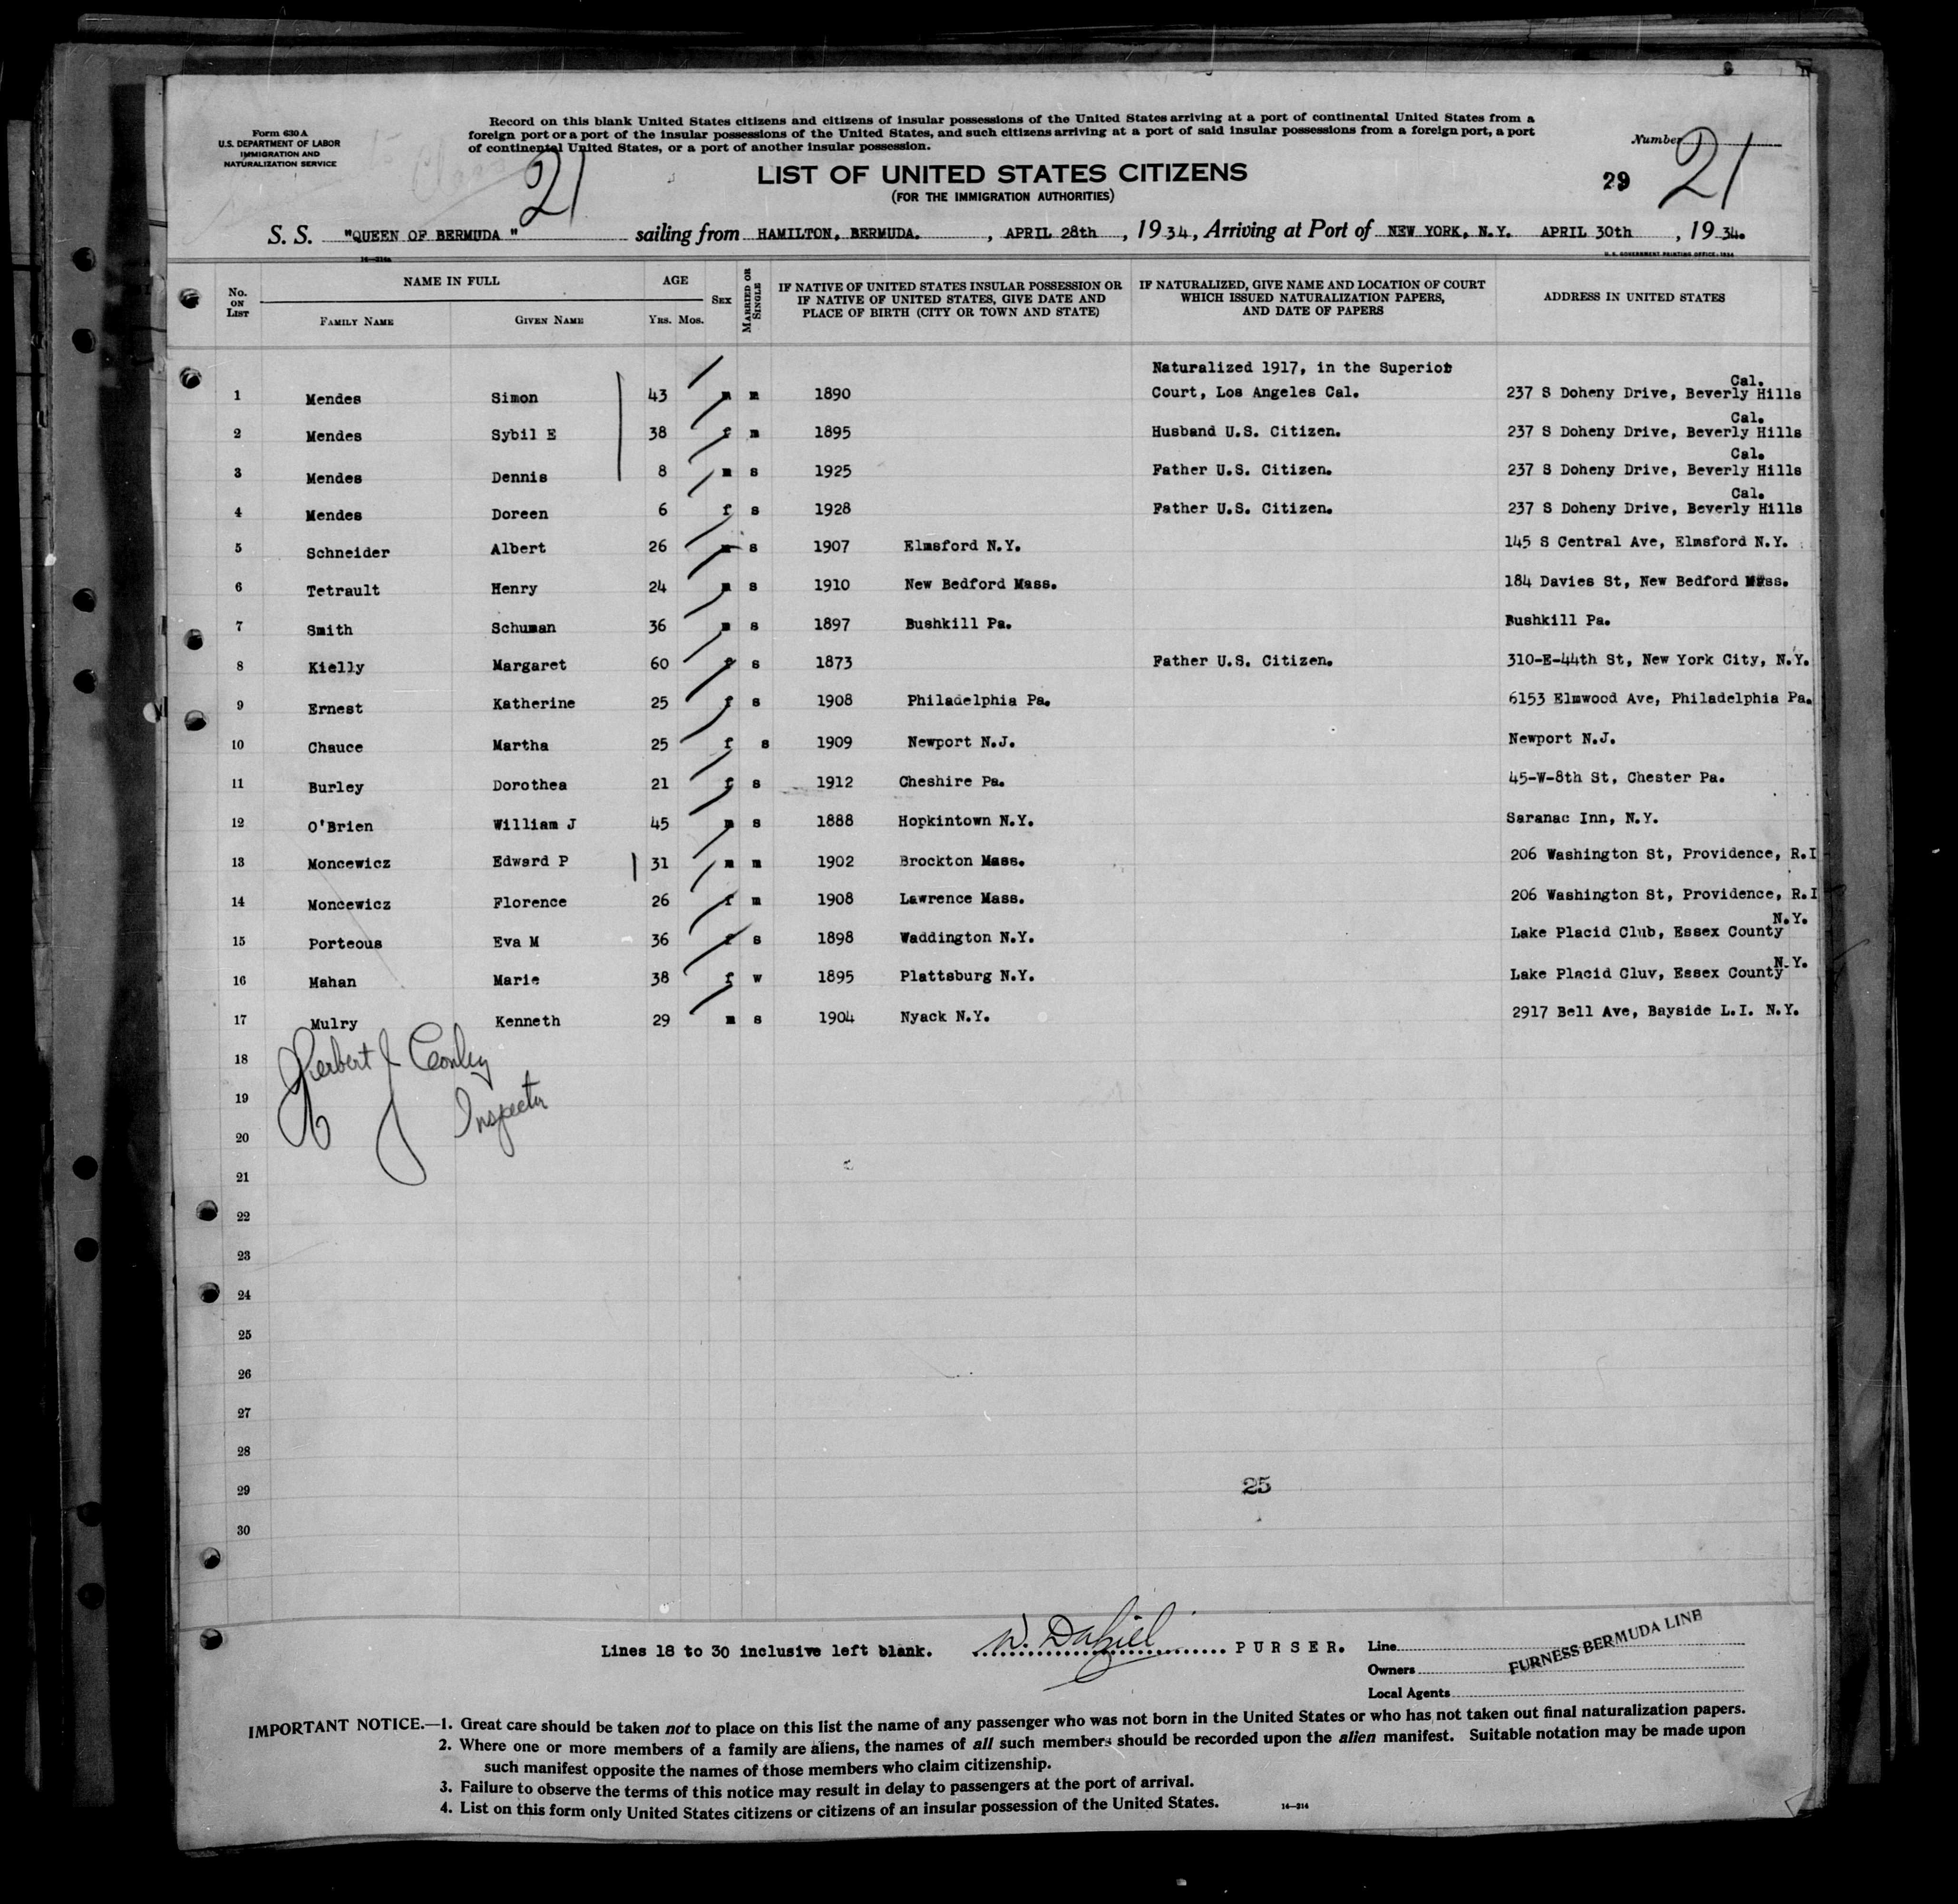 Form 630 A
U.S. DEPARTMENT OF LABOR
IMMIGRATION AND
NATURALIZATION SERVICE
Record on this blank United States citizens and citizens of insular possessions of the United States arriving at a port of continental United States from a
foreign port or a port of the insular possessions of the United States, and such citizens arriving at a port of said insular possessions from a foreign port, a port
of continental United States, or a port of another insular possession.
Number 21
21
LIST OF UNITED STATES CITIZENS
(FOR THE IMMIGRATION AUTHORITIES)
29
S. S. "QUEEN OF BERMUDA" sailing from HAMILTON, BERMUDA. , APRIL 28th , 1934, Arriving at Port of NEW YORK, N.Y. APRIL 30th , 1934.
U.S. GOVERNMENT PRINTING OFFICE: 1934
No. ON LIST NAME IN FULL FAMILY NAME GIVEN NAME AGE YRS. MOS. SEX MARRIED OR SINGLE IF NATIVE OF UNITED STATES INSULAR POSSESSION OR IF NATIVE OF UNITED STATES, GIVE DATE AND PLACE OF BIRTH (CITY OR TOWN AND STATE) IF NATURALIZED, GIVE NAME AND LOCATION OF COURT WHICH ISSUED NATURALIZATION PAPERS, AND DATE OF PAPERS ADDRESS IN UNITED STATES
Naturalized 1917, in the Superiot
1 Mendes Simon 43 m m 1890 Court, Los Angeles Cal. 237 S Doheny Drive, Beverly Hills Cal.
2 Mendes Sybil E 38 f m 1895 Husband U.S. Citizen. 237 S Doheny Drive, Beverly Hills Cal.
3 Mendes Dennis 8 m s 1925 Father U.S. Citizen. 237 S Doheny Drive, Beverly Hills Cal.
4 Mendes Doreen 6 f s 1928 Father U.S. Citizen. 237 S Doheny Drive, Beverly Hills Cal.
5 Schneider Albert 26 m s 1907 Elmsford N.Y. 145 S Central Ave, Elmsford N.Y.
6 Tetrault Henry 24 m s 1910 New Bedford Mass. 184 Davies St, New Bedford Mass.
7 Smith Schuman 36 m s 1897 Bushkill Pa. Bushkill Pa.
8 Kielly Margaret 60 f s 1873 Father U.S. Citizen. 310-E-44th St, New York City, N.Y.
9 Ernest Katherine 25 f s 1908 Philadelphia Pa. 6153 Elmwood Ave, Philadelphia Pa.
10 Chauce Martha 25 f s 1909 Newport N.J. Newport N.J.
11 Burley Dorothea 21 f s 1912 Cheshire Pa. 45-W-8th St, Chester Pa.
12 O'Brien William J 45 m s 1888 Hopkintown N.Y. Saranac Inn, N.Y.
13 Moncewicz Edward P 31 m m 1902 Brockton Mass. 206 Washington St, Providence, R.I
14 Moncewicz Florence 26 f m 1908 Lawrence Mass. 206 Washington St, Providence, R.I
15 Porteous Eva M 36 f s 1898 Waddington N.Y. Lake Placid Club, Essex County N.Y.
16 Mahan Marie 38 f w 1895 Plattsburg N.Y. Lake Placid Cluv, Essex County N.Y.
17 Mulry Kenneth 29 m s 1904 Nyack N.Y. 2917 Bell Ave, Bayside L.I. N.Y.
18 Herbert J Conley
19 Inspector
20
21
22
23
24
25
26
27
28
29 25
30
Lines 18 to 30 inclusive left blank. W. PURSER. Line
FURNESS BERMUDA LINE
Owners
Local Agents
IMPORTANT NOTICE.—1. Great care should be taken not to place on this list the name of any passenger who was not born in the United States or who has not taken out final naturalization papers.
2. Where one or more members of a family are aliens, the names of all such members should be recorded upon the alien manifest. Suitable notation may be made upon
such manifest opposite the names of those members who claim citizenship.
3. Failure to observe the terms of this notice may result in delay to passengers at the port of arrival.
4. List on this form only United States citizens or citizens of an insular possession of the United States. 14—214